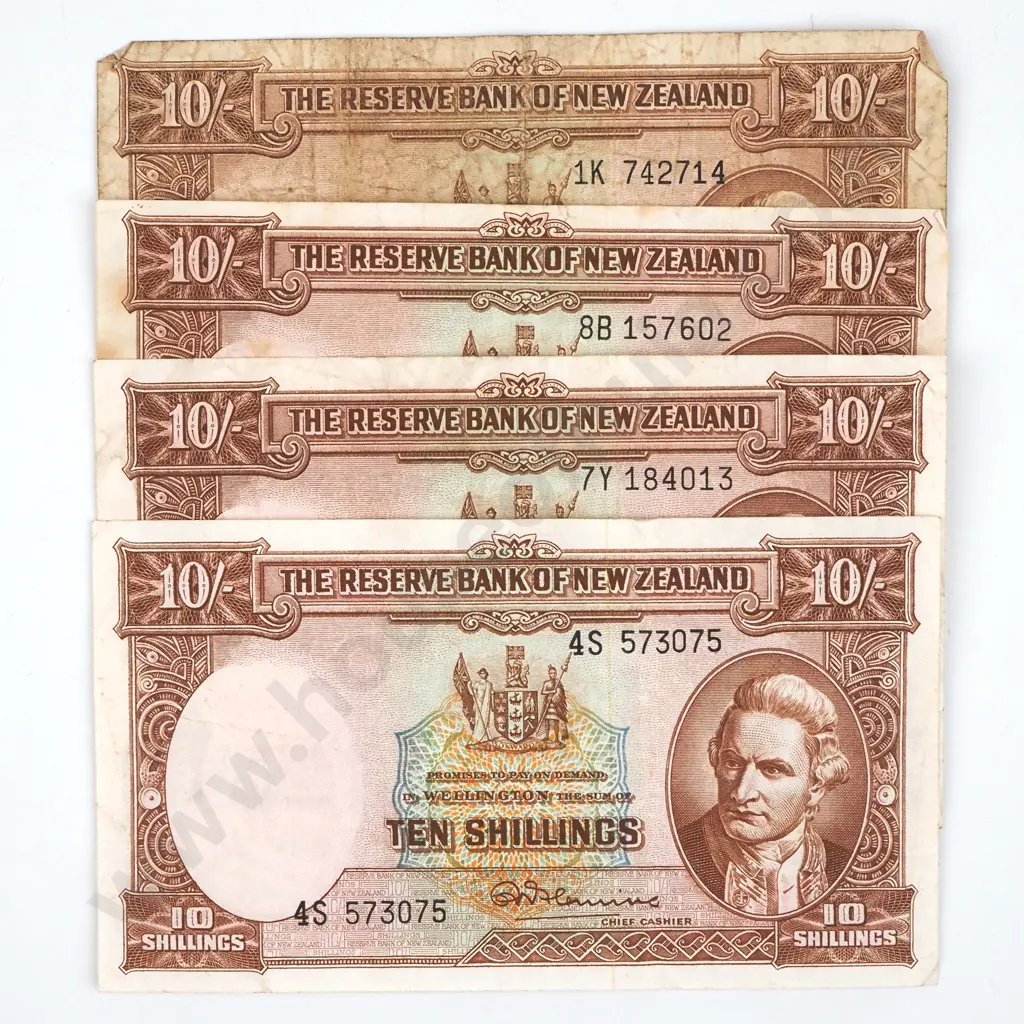 10/- THE RESERVE BANK OF NEW ZEALAND 10/-
1K 742714
10/- THE RESERVE BANK OF NEW ZEALAND 10/-
8B 157602
10/- THE RESERVE BANK OF NEW ZEALAND 10/-
7Y 184013
10/- THE RESERVE BANK OF NEW ZEALAND 10/-
4S 573075
PROMISES TO PAY ON DEMAND
IN WELLINGTON THE SUM OF
TEN SHILLINGS
4S 573075
CHIEF CASHIER
10 SHILLINGS
10 SHILLINGS